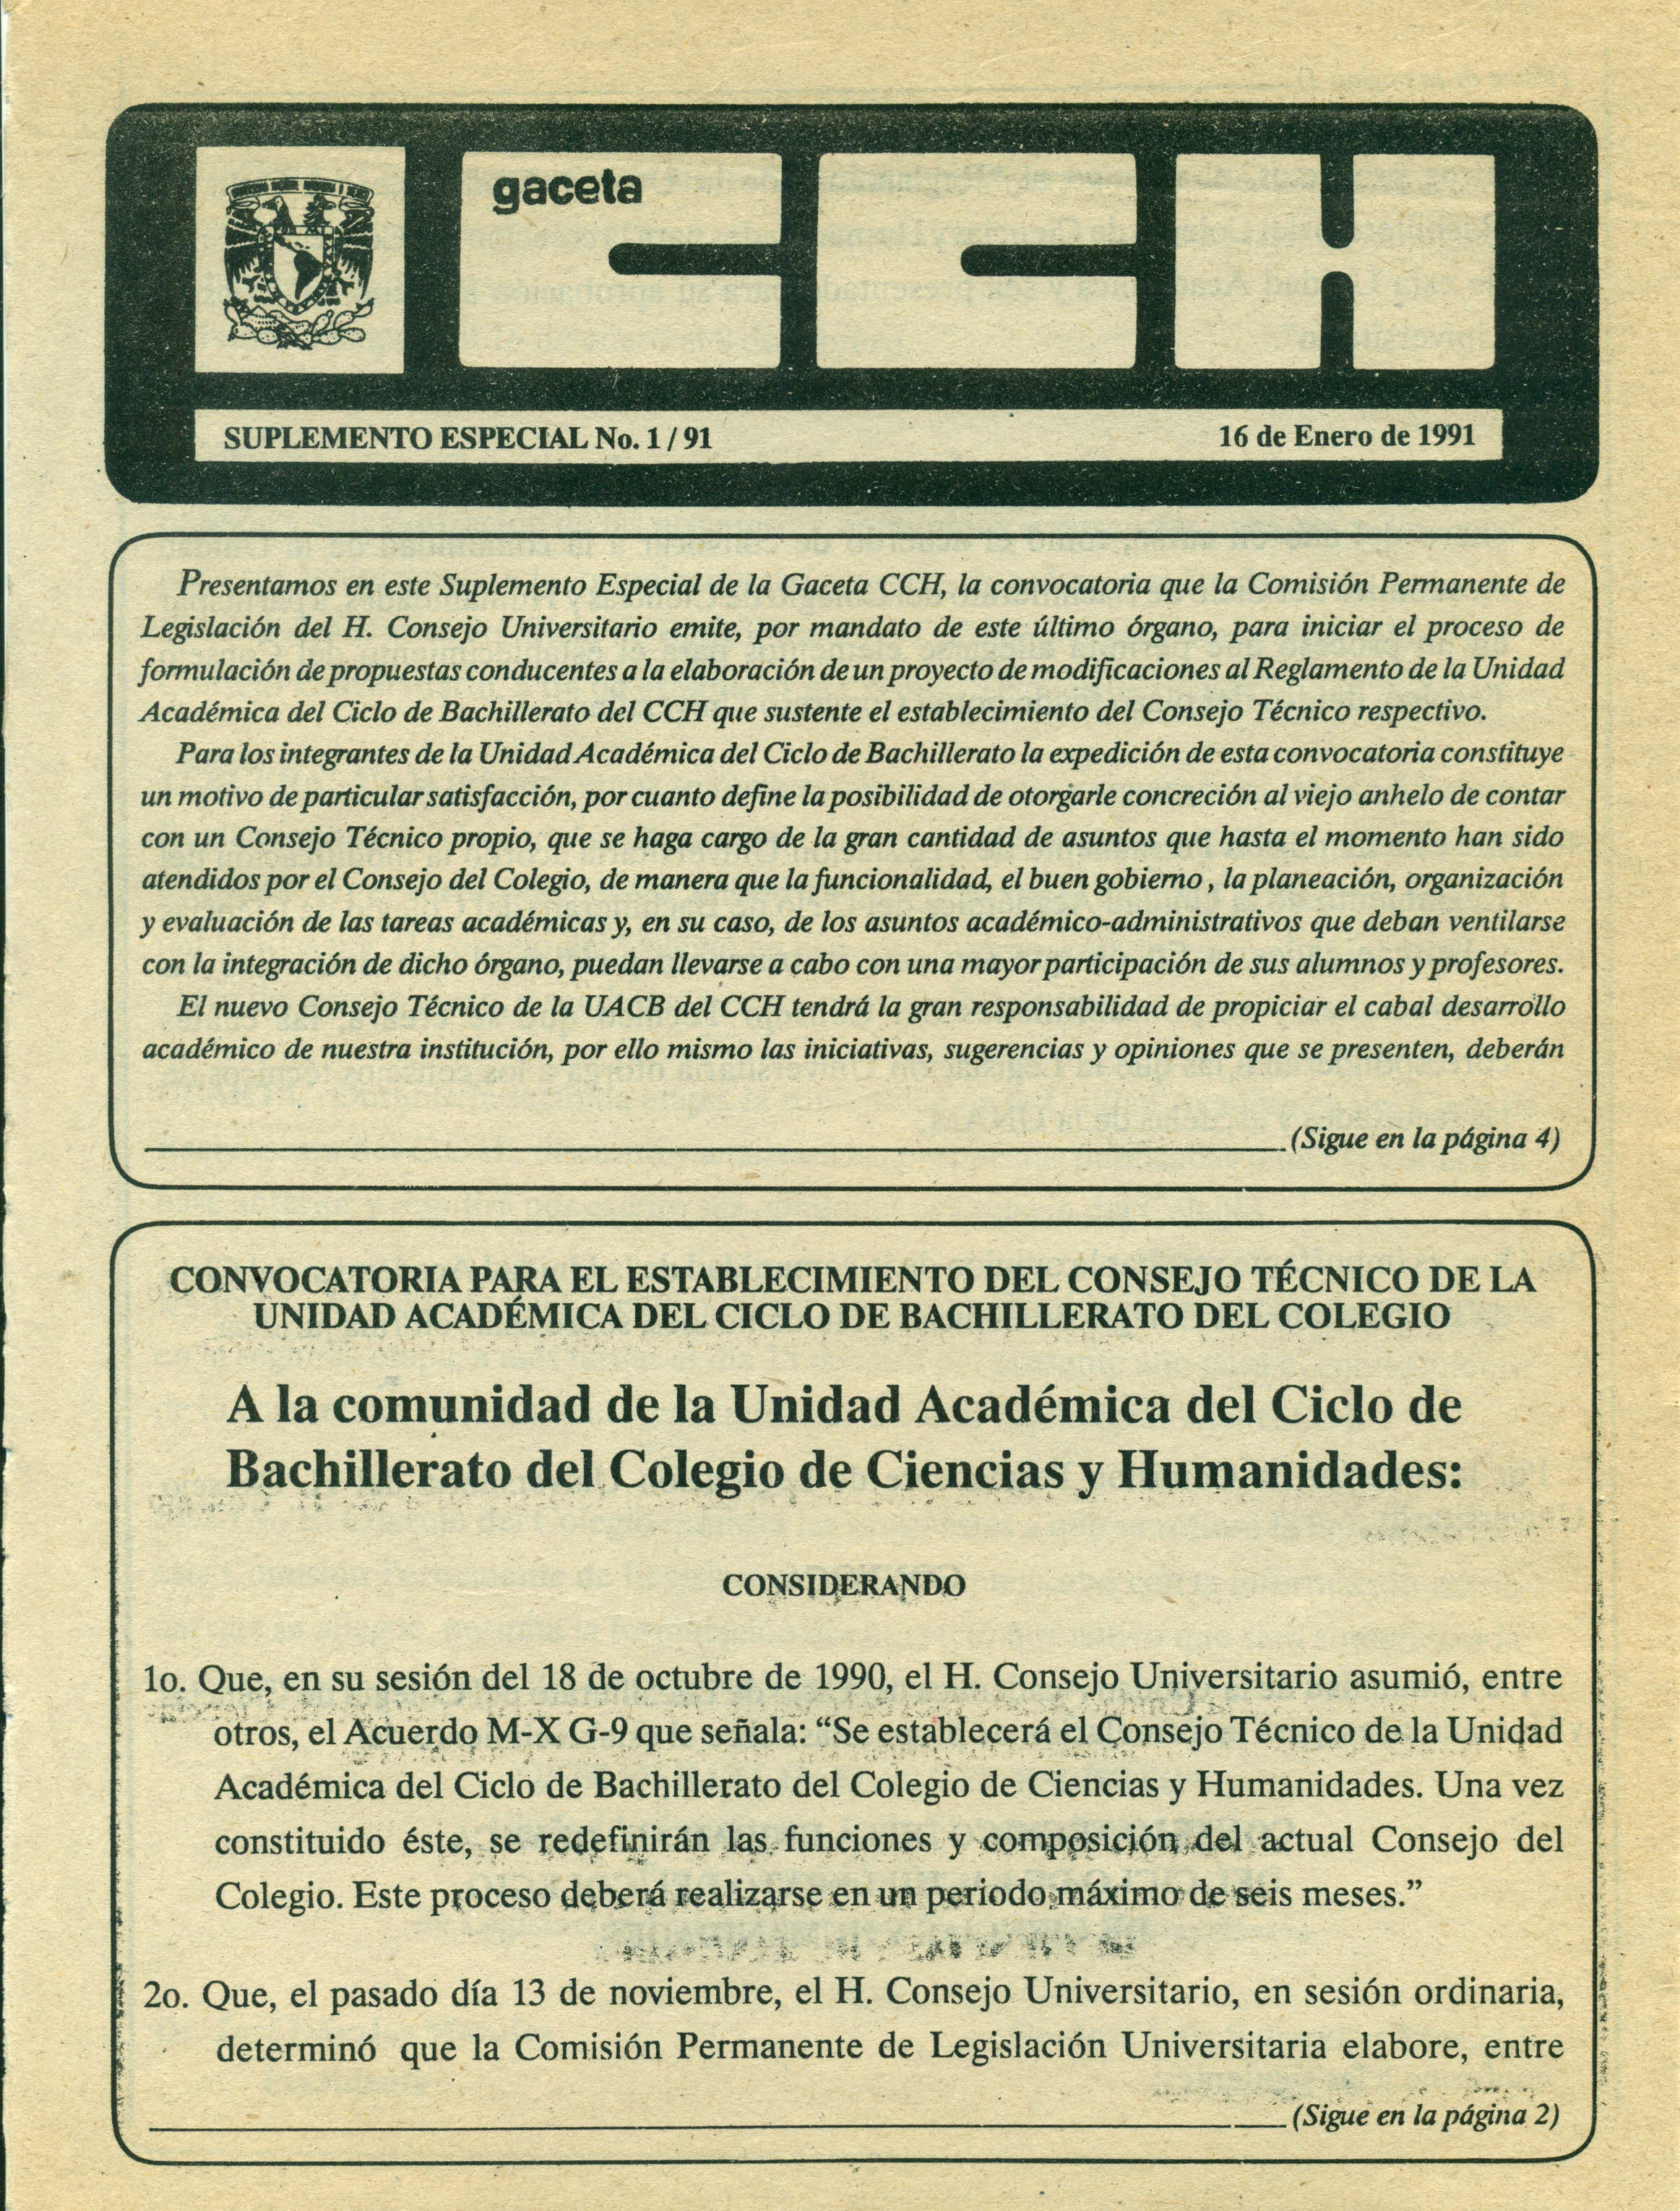 gaceta
CCH
SUPLEMENTO ESPECIAL No. 1 / 91
16 de Enero de 1991
Presentamos en este Suplemento Especial de la Gaceta CCH, la convocatoria que la Comisión Permanente de
Legislación del H. Consejo Universitario emite, por mandato de este último órgano, para iniciar el proceso de
formulación de propuestas conducentes a la elaboración de un proyecto de modificaciones al Reglamento de la Unidad
Académica del Ciclo de Bachillerato del CCH que sustente el establecimiento del Consejo Técnico respectivo.
Para los integrantes de la Unidad Académica del Ciclo de Bachillerato la expedición de esta convocatoria constituye
un motivo de particular satisfacción, por cuanto define la posibilidad de otorgarle concreción al viejo anhelo de contar
con un Consejo Técnico propio, que se haga cargo de la gran cantidad de asuntos que hasta el momento han sido
atendidos por el Consejo del Colegio, de manera que la funcionalidad, el buen gobierno , la planeación, organización
y evaluación de las tareas académicas y, en su caso, de los asuntos académico-administrativos que deban ventilarse
con la integración de dicho órgano, puedan llevarse a cabo con una mayor participación de sus alumnos y profesores.
El nuevo Consejo Técnico de la UACB del CCH tendrá la gran responsabilidad de propiciar el cabal desarrollo
académico de nuestra institución, por ello mismo las iniciativas, sugerencias y opiniones que se presenten, deberán
(Sigue en la página 4)
CONVOCATORIA PARA EL ESTABLECIMIENTO DEL CONSEJO TÉCNICO DE LA
UNIDAD ACADÉMICA DEL CICLO DE BACHILLERATO DEL COLEGIO
A la comunidad de la Unidad Académica del Ciclo de
Bachillerato del Colegio de Ciencias y Humanidades:
CONSIDERANDO
1o. Que, en su sesión del 18 de octubre de 1990, el H. Consejo Universitario asumió, entre
otros, el Acuerdo M-X G-9 que señala: “Se establecerá el Consejo Técnico de la Unidad
Académica del Ciclo de Bachillerato del Colegio de Ciencias y Humanidades. Una vez
constituido éste, se redefinirán las funciones y composición del actual Consejo del
Colegio. Este proceso deberá realizarse en un periodo máximo de seis meses.”
2o. Que, el pasado día 13 de noviembre, el H. Consejo Universitario, en sesión ordinaria,
determinó que la Comisión Permanente de Legislación Universitaria elabore, entre
(Sigue en la página 2)